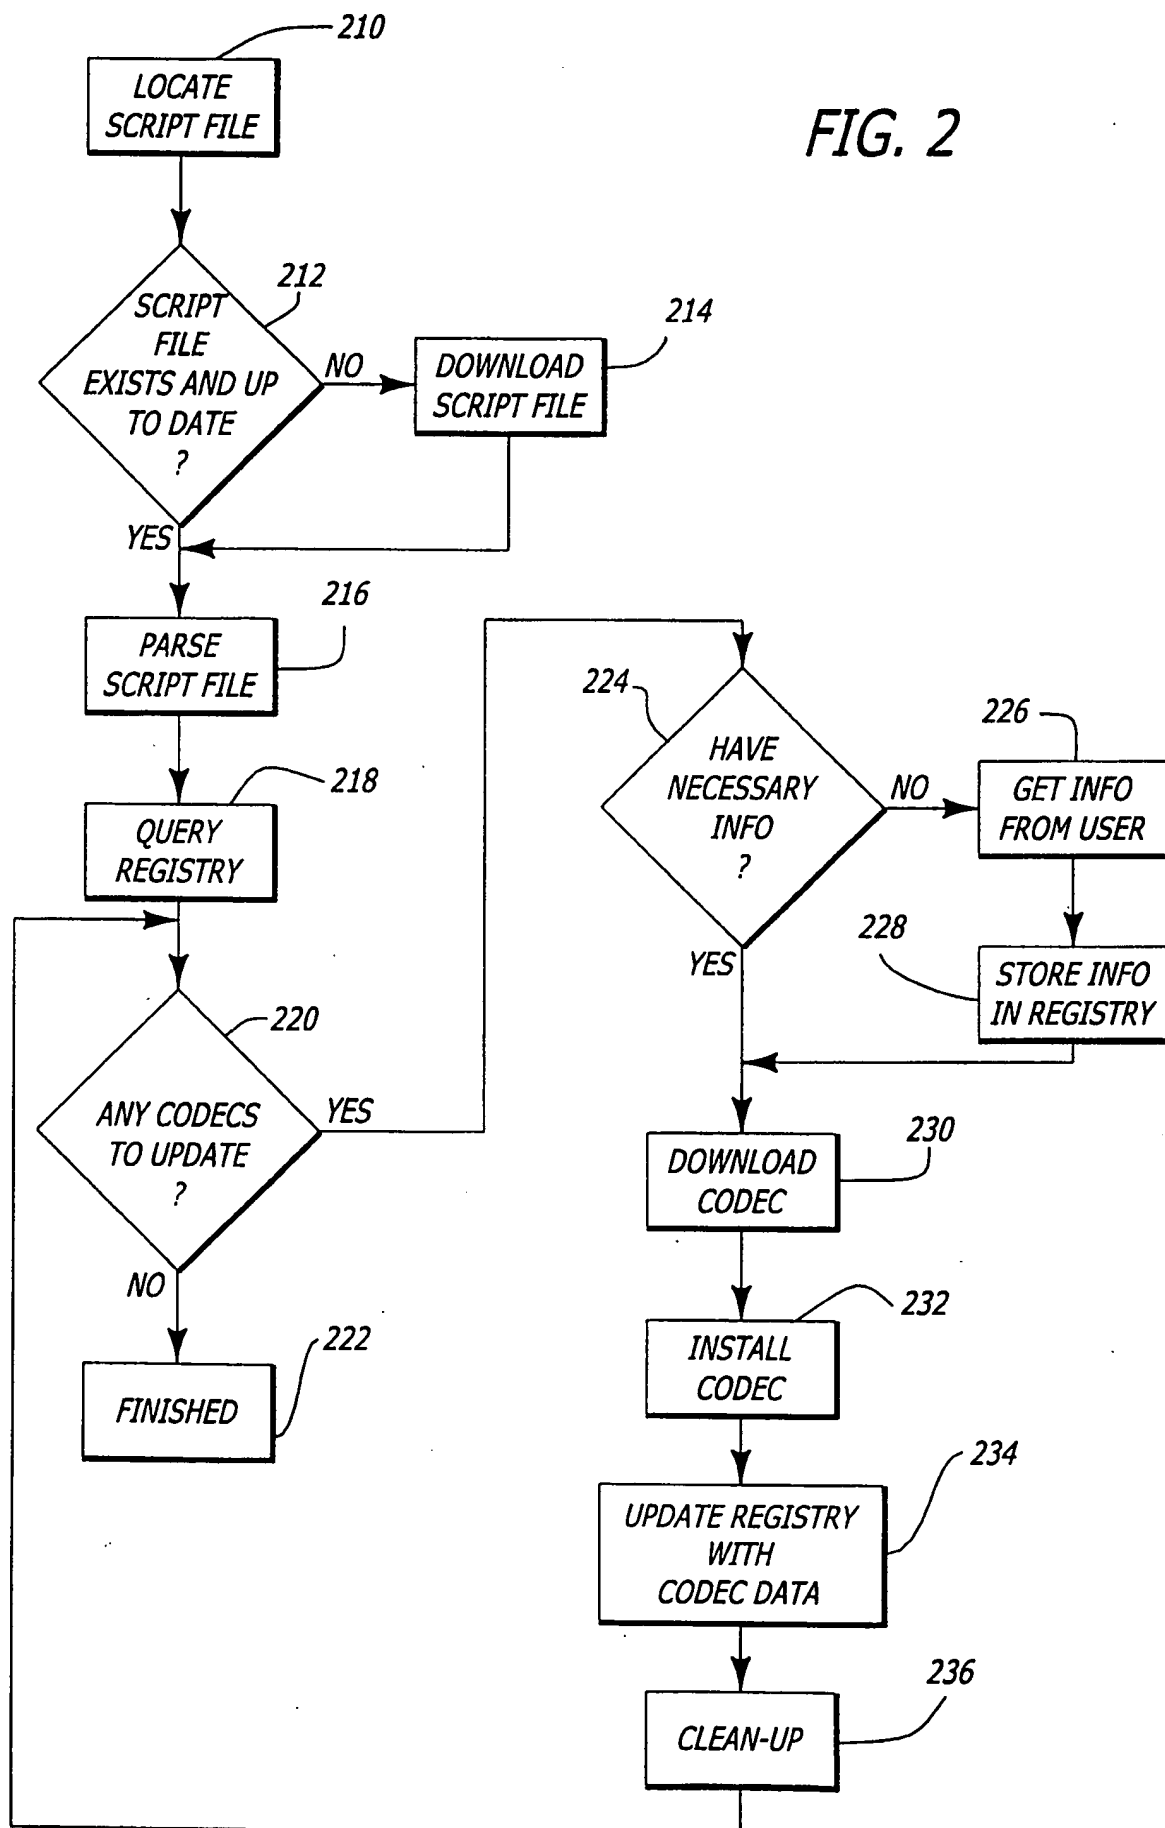 210
LOCATE
SCRIPT FILE
FIG. 2
212
SCRIPT
FILE
EXISTS AND UP
TO DATE
?
NO
214
DOWNLOAD
SCRIPT FILE
YES
216
PARSE
SCRIPT FILE
218
QUERY
REGISTRY
220
ANY CODECS
TO UPDATE
?
YES
NO
222
FINISHED
224
HAVE
NECESSARY
INFO
?
NO
226
GET INFO
FROM USER
228
STORE INFO
IN REGISTRY
YES
230
DOWNLOAD
CODEC
232
INSTALL
CODEC
234
UPDATE REGISTRY
WITH
CODEC DATA
236
CLEAN-UP